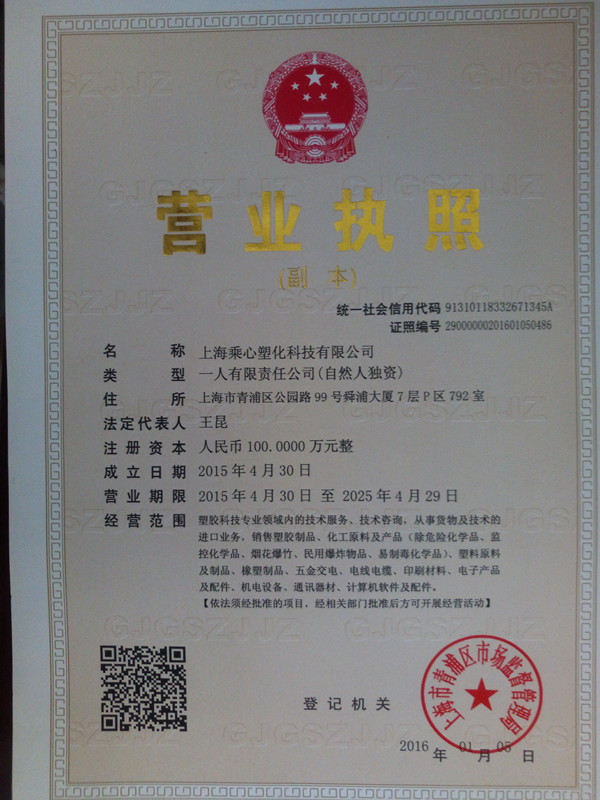 营业执照
(副 本)
统一社会信用代码 91310118332671345A
证照编号 29000000201601050486
名 称 上海乘心塑化科技有限公司
类 型 一人有限责任公司(自然人独资)
住 所 上海市青浦区公园路99号舜浦大厦7层P区792室
法定代表人 王昆
注册资本 人民币100.0000万元整
成立日期 2015年4月30日
营业期限 2015年4月30日 至 2025年4月29日
经营范围 塑胶科技专业领域内的技术服务、技术咨询,从事货物及技术的
进口业务,销售塑胶制品、化工原料及产品(除危险化学品、监
控化学品、烟花爆竹、民用爆炸物品、易制毒化学品)、塑料原料
及制品、橡塑制品、五金交电、电线电缆、印刷材料、电子产品
及配件、机电设备、通讯器材、计算机软件及配件。
【依法须经批准的项目,经相关部门批准后方可开展经营活动】
登记机关
上海市青浦区市场监督管理局
2016年01月05日
GJGSZJJZ